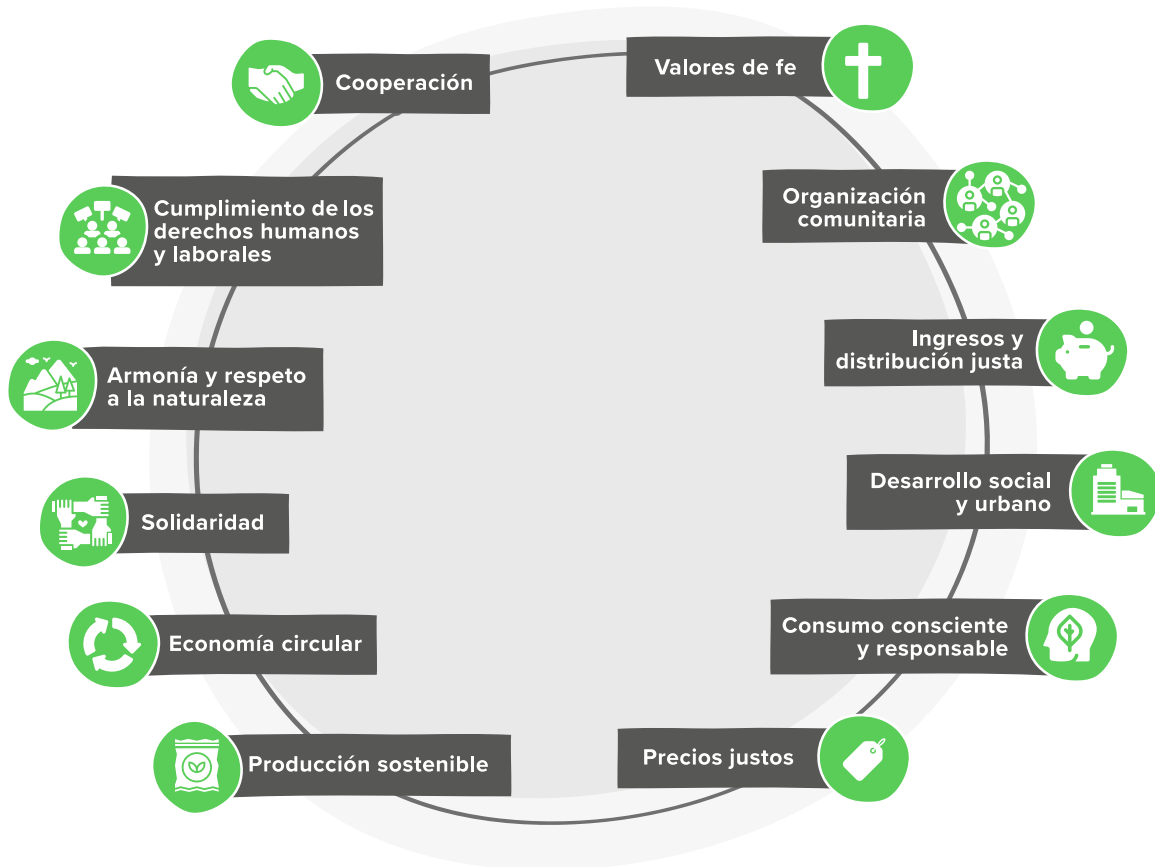 Cooperación
Valores de fe
Cumplimiento de los
derechos humanos
y laborales
Organización
comunitaria
Armonía y respeto
a la naturaleza
Ingresos y
distribución justa
Solidaridad
Desarrollo social
y urbano
Economía circular
Consumo consciente
y responsable
Producción sostenible
Precios justos